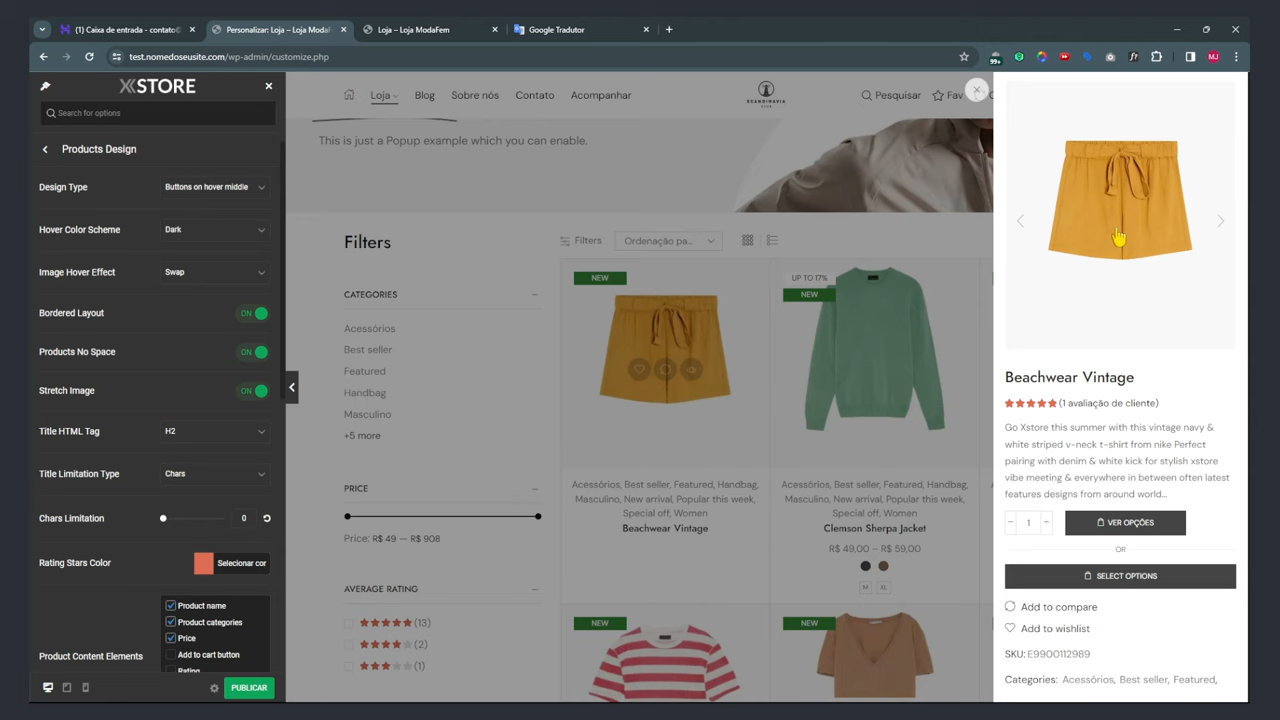 (1) Caixa de entrada - contato@
Personalizar: Loja – Loja ModaF
Loja – Loja ModaFem
Google Tradutor
test.nomedoseusite.com/wp-admin/customize.php
99+
f?
MJ
XSTORE
Search for options
Products Design
Design Type
Buttons on hover middle
Hover Color Scheme
Dark
Image Hover Effect
Swap
Bordered Layout
ON
Products No Space
ON
Stretch Image
ON
Title HTML Tag
H2
Title Limitation Type
Chars
Chars Limitation
0
Rating Stars Color
Selecionar cor
Product Content Elements
Product name
Product categories
Price
Add to cart button
Rating
PUBLICAR
Loja
Blog
Sobre nós
Contato
Acompanhar
SCANDINAVIA
Pesquisar
Fav
This is just a Popup example which you can enable.
Filters
Filters
Ordenação pa...
CATEGORIES
Acessórios
Best seller
Featured
Handbag
Masculino
+5 more
PRICE
Price: R$ 49 — R$ 908
AVERAGE RATING
(13)
(2)
(1)
NEW
Acessórios, Best seller, Featured, Handbag,
Masculino, New arrival, Popular this week,
Special off, Women
Beachwear Vintage
UP TO 17%
NEW
Acessórios, Best seller, Featured, Handbag,
Masculino, New arrival, Popular this week,
Special off, Women
Clemson Sherpa Jacket
R$ 49,00 – R$ 59,00
M
XL
NEW
NEW
Beachwear Vintage
(1 avaliação de cliente)
Go Xstore this summer with this vintage navy &
white striped v-neck t-shirt from nike Perfect
pairing with denim & white kick for stylish xstore
vibe meeting & everywhere in between often latest
features designs from around world...
− 1 +
VER OPÇÕES
OR
SELECT OPTIONS
Add to compare
Add to wishlist
SKU: E9900112989
Categories: Acessórios, Best seller, Featured,